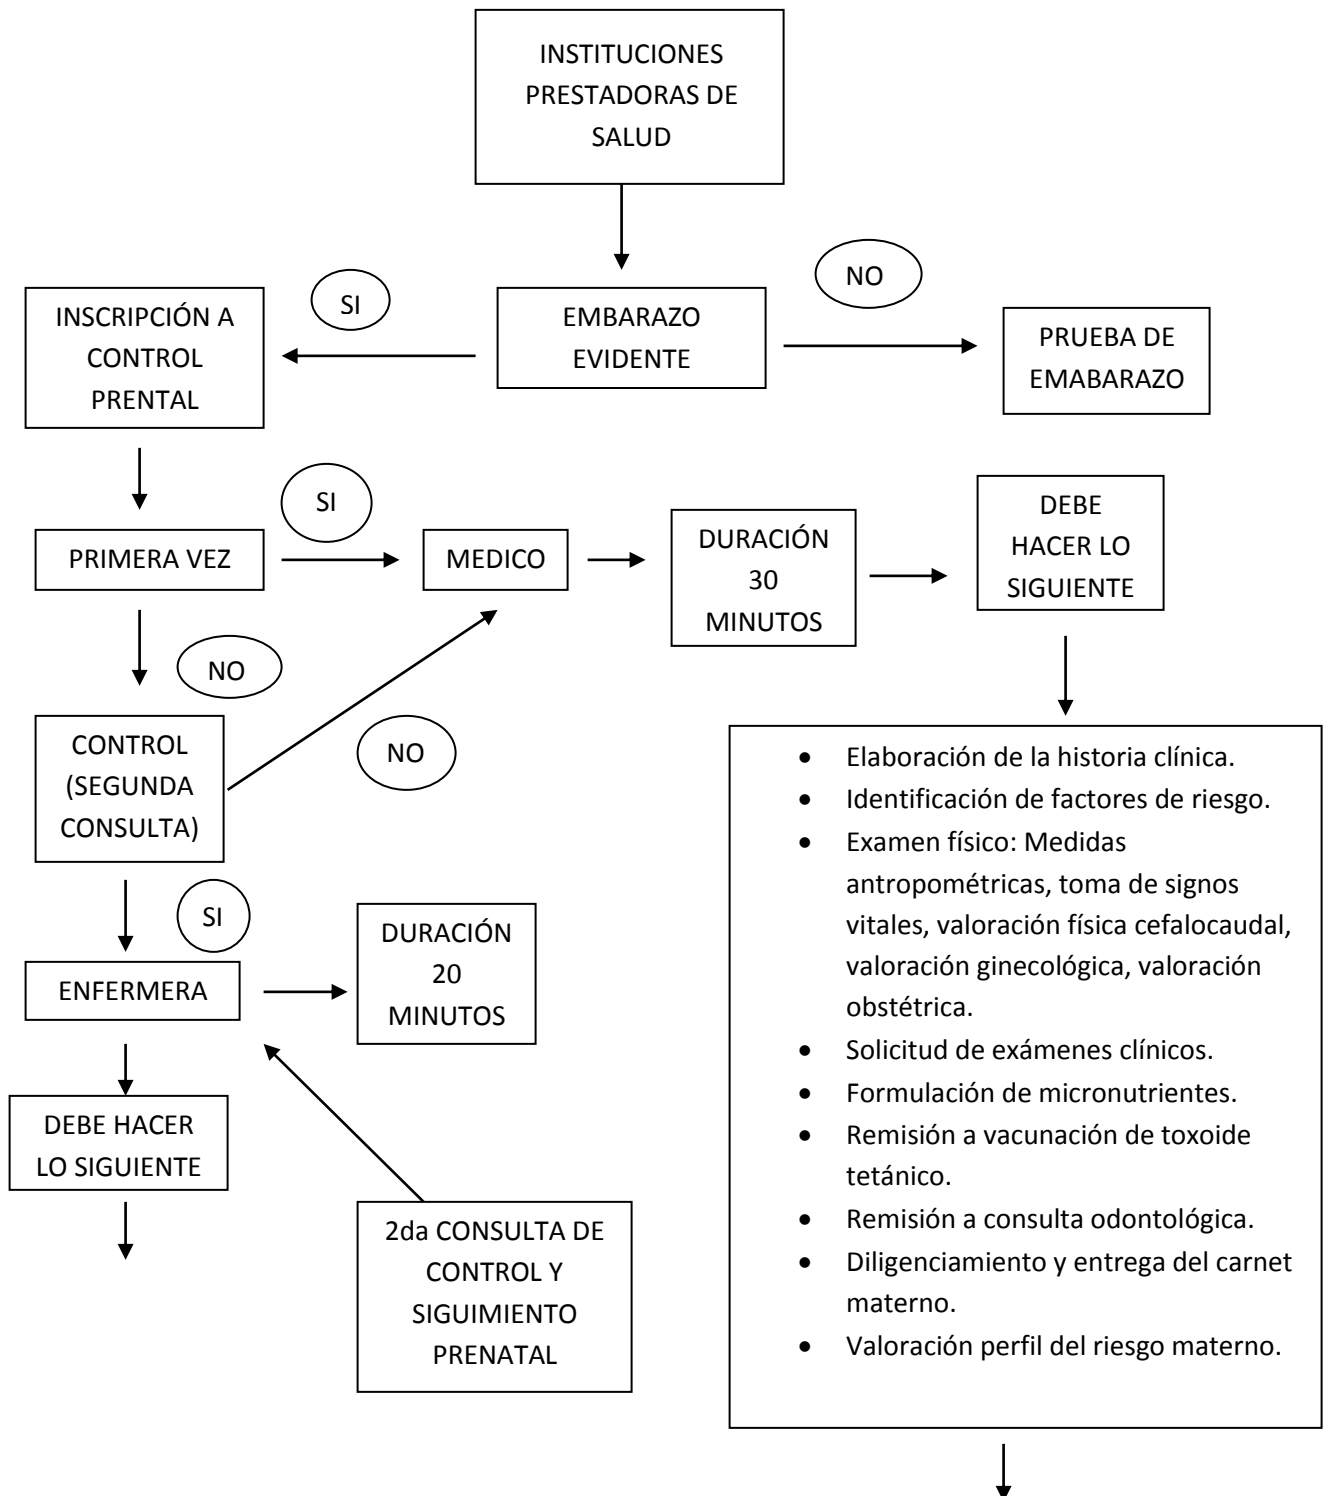 INSTITUCIONES
PRESTADORAS DE
SALUD
SI
NO
INSCRIPCIÓN A
CONTROL
PRENTAL
EMBARAZO
EVIDENTE
PRUEBA DE
EMABARAZO
SI
PRIMERA VEZ
MEDICO
DURACIÓN
30
MINUTOS
DEBE
HACER LO
SIGUIENTE
NO
CONTROL
(SEGUNDA
CONSULTA)
NO
SI
ENFERMERA
DURACIÓN
20
MINUTOS
DEBE HACER
LO SIGUIENTE
2da CONSULTA DE
CONTROL Y
SIGUIMIENTO
PRENATAL
• Elaboración de la historia clínica.
• Identificación de factores de riesgo.
• Examen físico: Medidas
antropométricas, toma de signos
vitales, valoración física cefalocaudal,
valoración ginecológica, valoración
obstétrica.
• Solicitud de exámenes clínicos.
• Formulación de micronutrientes.
• Remisión a vacunación de toxoide
tetánico.
• Remisión a consulta odontológica.
• Diligenciamiento y entrega del carnet
materno.
• Valoración perfil del riesgo materno.